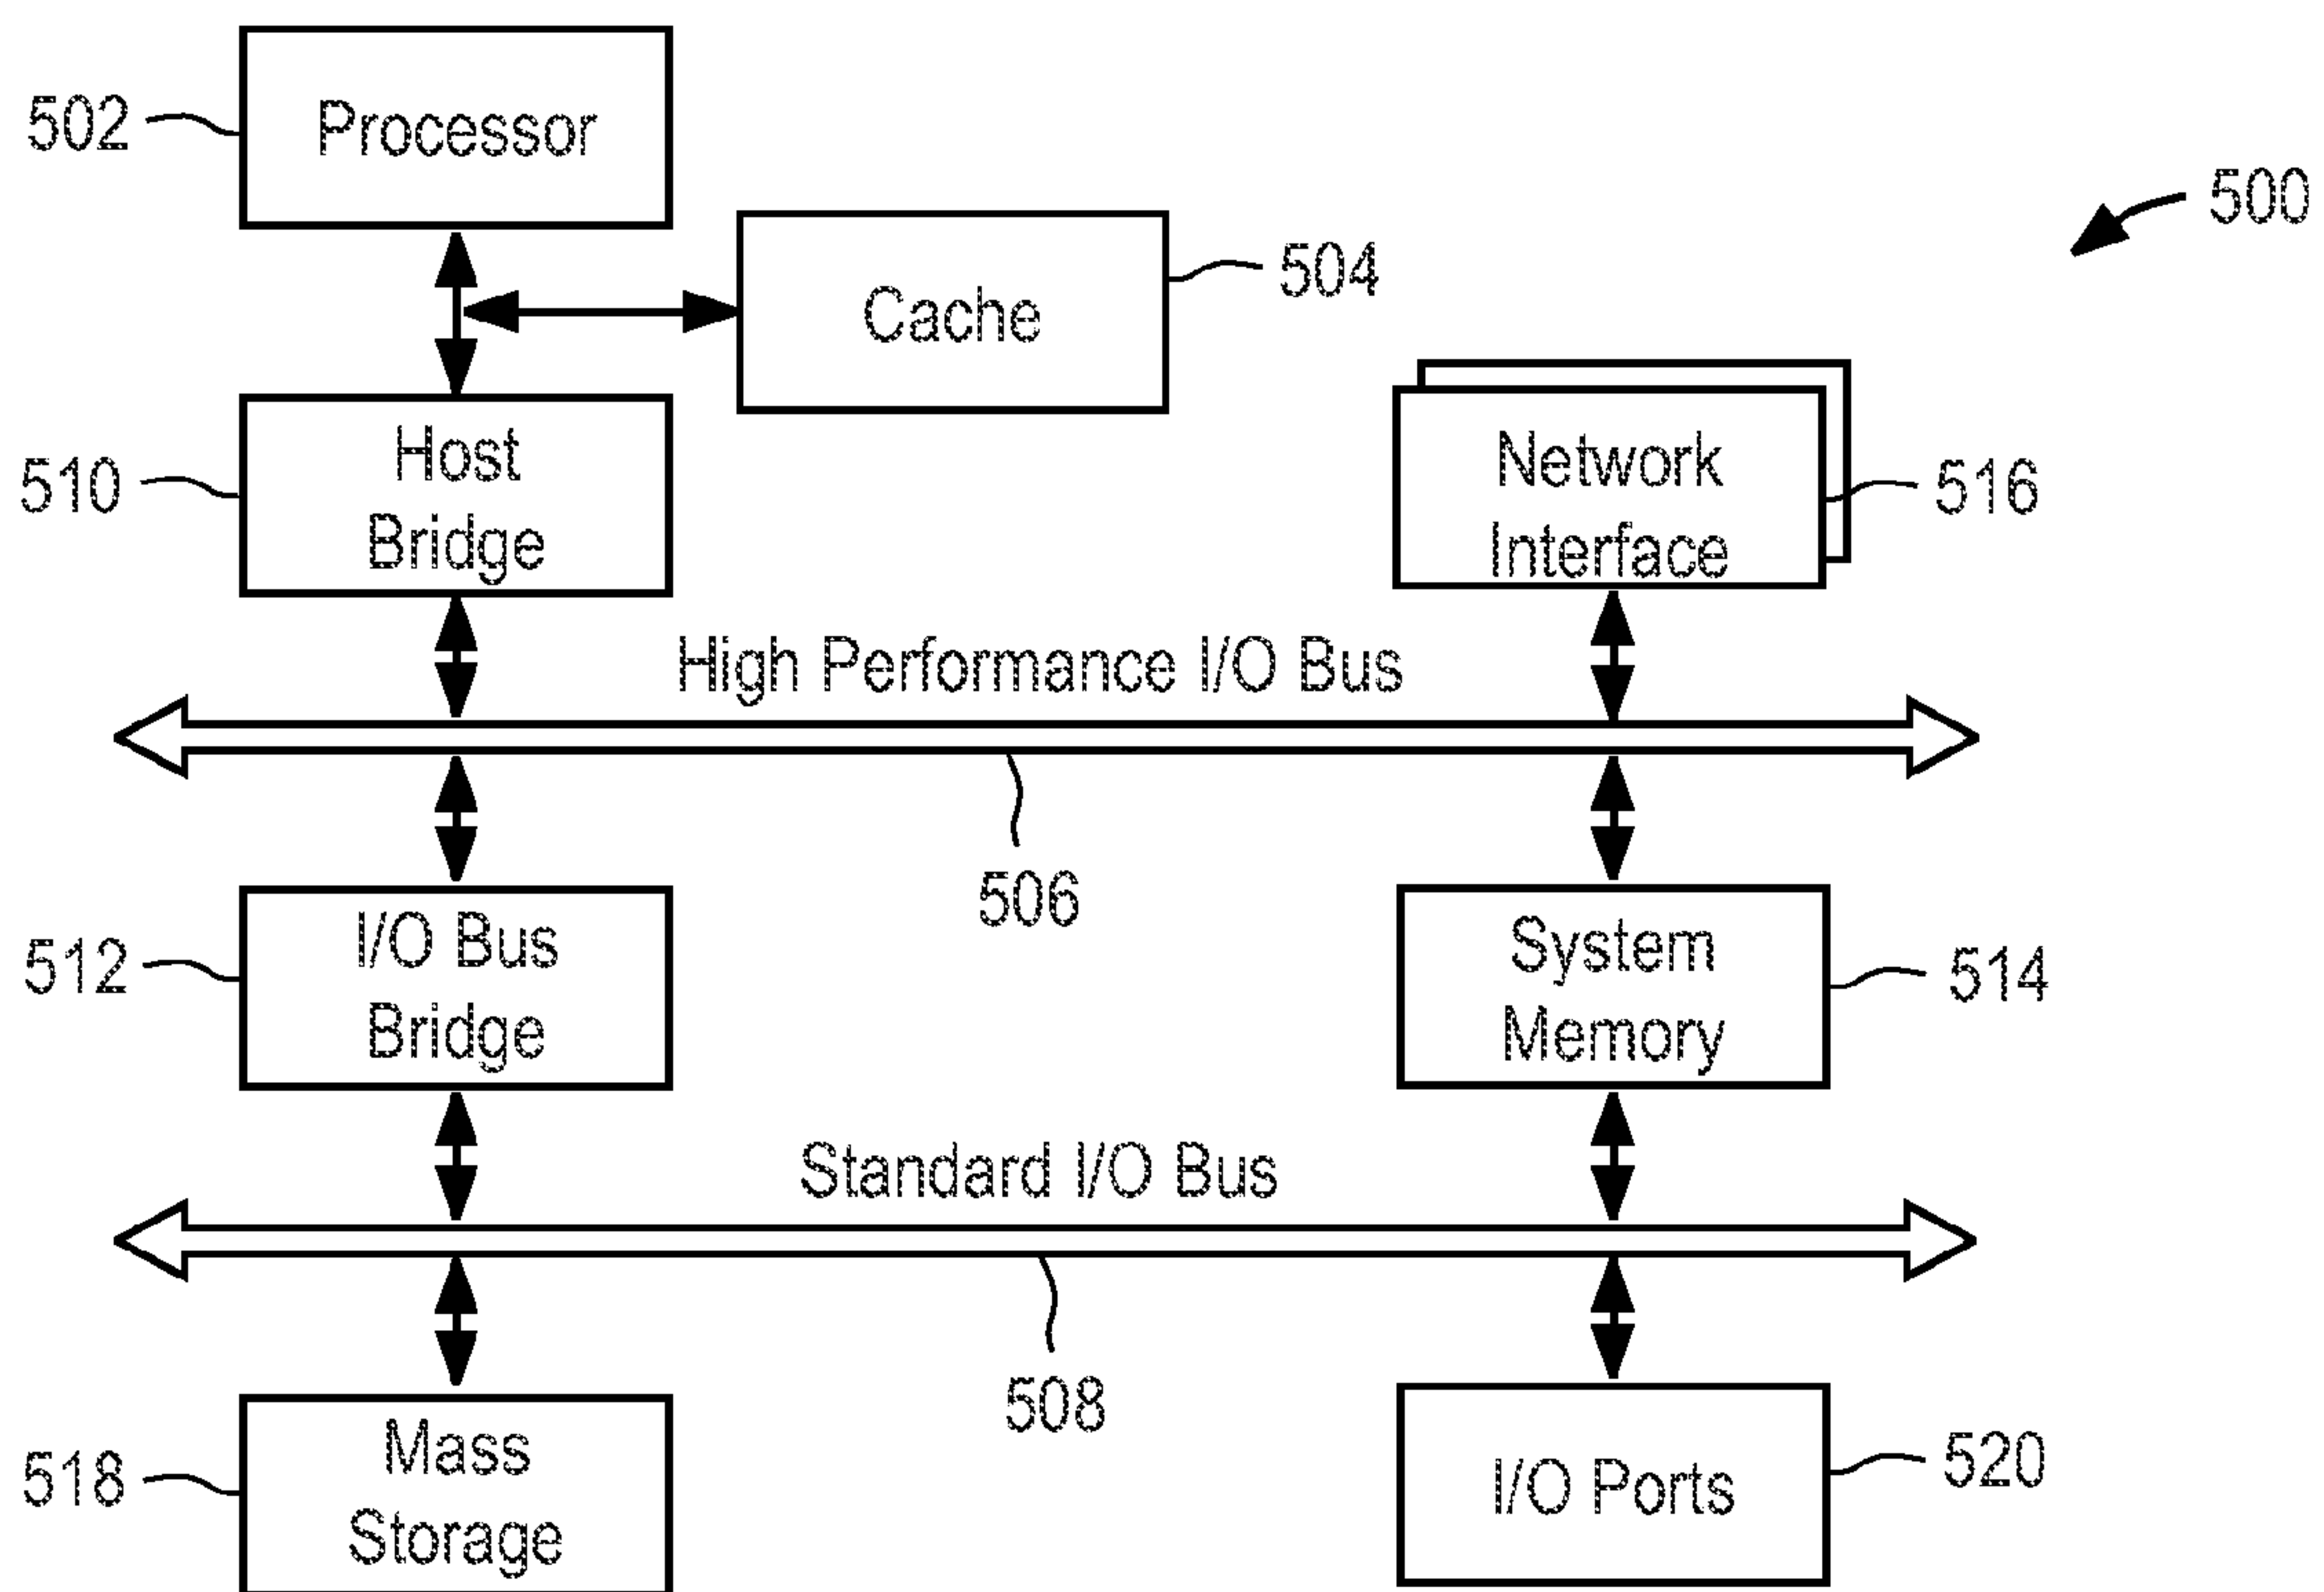 502
Processor
500
504
Cache
510
Host
Bridge
Network
Interface
516
High Performance I/O Bus
506
512
I/O Bus
Bridge
System
Memory
514
Standard I/O Bus
508
518
Mass
Storage
I/O Ports
520